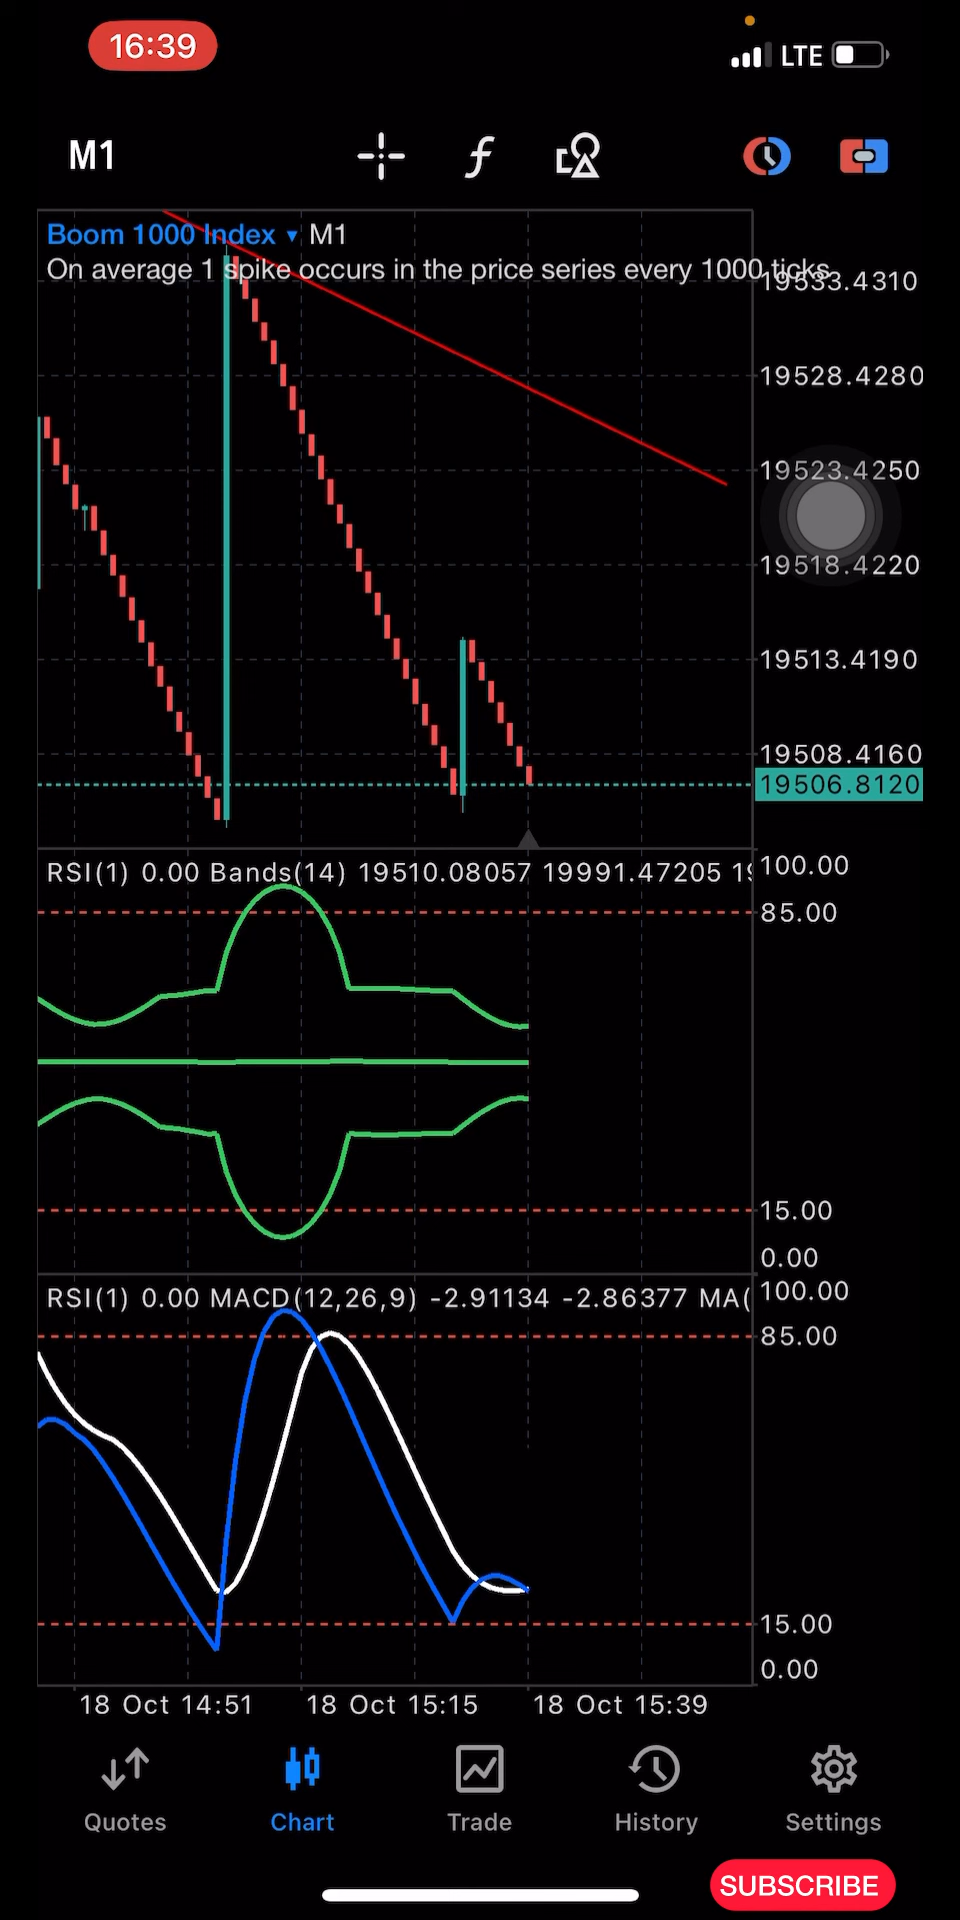 16:39
LTE
M1
Boom 1000 Index ▾ M1
On average 1 spike occurs in the price series every 1000 ticks
19533.4310
19528.4280
19523.4250
19518.4220
19513.4190
19508.4160
19506.8120
RSI(1) 0.00 Bands(14) 19510.08057 19991.47205
100.00
85.00
15.00
0.00
RSI(1) 0.00 MACD(12,26,9) -2.91134 -2.86377 MA(
100.00
85.00
15.00
0.00
18 Oct 14:51 18 Oct 15:15 18 Oct 15:39
Quotes Chart Trade History Settings
SUBSCRIBE